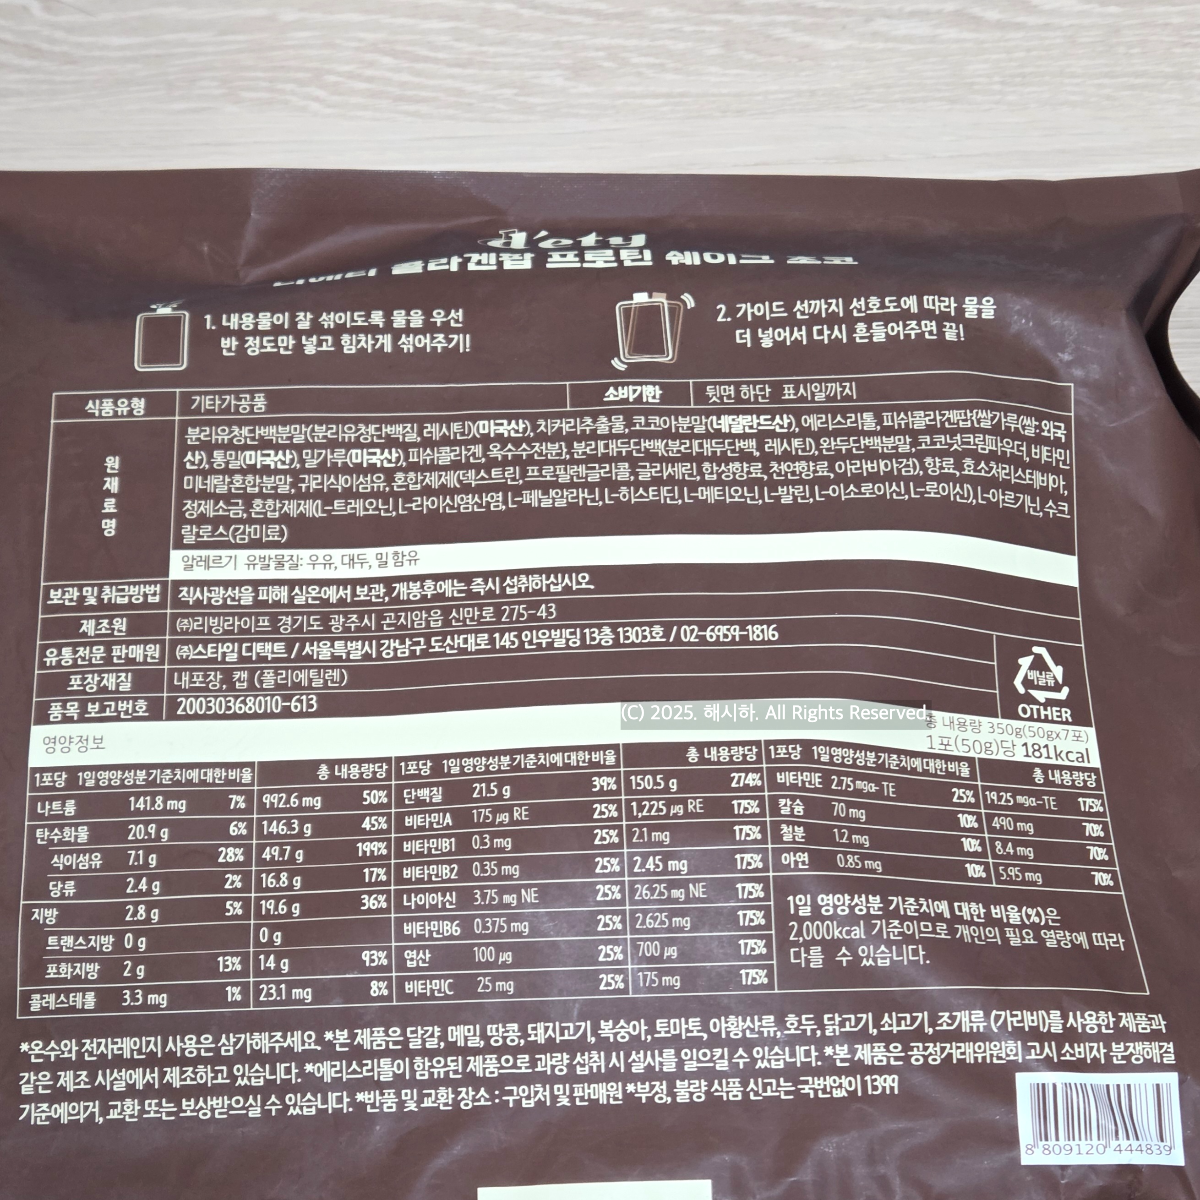 d'ety
콜라겐팝 프로틴 쉐이크 초코
1. 내용물이 잘 섞이도록 물을 우선
반 정도만 넣고 힘차게 섞어주기!
2. 가이드 선까지 선호도에 따라 물을
더 넣어서 다시 흔들어주면 끝!
식품유형 기타가공품 소비기한 뒷면 하단 표시일까지
원재료명
분리유청단백분말(분리유청단백질, 레시틴)(미국산), 치커리추출물, 코코아분말(네덜란드산), 에리스리톨, 피쉬콜라겐팝{쌀가루(쌀:외국
산), 통밀(미국산), 밀가루(미국산), 피쉬콜라겐, 옥수수전분}, 분리대두단백(분리대두단백, 레시틴), 완두단백분말, 코코넛크림파우더, 비타민
미네랄혼합분말, 귀리식이섬유, 혼합제제(덱스트린, 프로필렌글리콜, 글리세린, 합성향료, 천연향료, 아라비아검), 향료, 효소처리스테비아,
정제소금, 혼합제제(L-트레오닌, L-라이신염산염, L-페닐알라닌, L-히스티딘, L-메티오닌, L-발린, L-이소로이신, L-로이신), L-아르기닌, 수크
랄로스(감미료)
알레르기 유발물질: 우유, 대두, 밀 함유
보관 및 취급방법 직사광선을 피해 실온에서 보관, 개봉후에는 즉시 섭취하십시오.
제조원 ㈜리빙라이프 경기도 광주시 곤지암읍 신만로 275-43
유통전문 판매원 ㈜스타일 디택트 / 서울특별시 강남구 도산대로 145 인우빌딩 13층 1303호 / 02-6959-1816
포장재질 내포장, 캡 (폴리에틸렌)
품목 보고번호 20030368010-613
비닐류
OTHER
(C) 2025. 해시하. All Rights Reserved.
영양정보
총 내용량 350g(50gx7포)
1포(50g)당 181kcal
1포당 1일영양성분기준치에대한비율 총 내용량당 1포당 1일영양성분기준치에대한비율 총 내용량당 1포당 1일영양성분기준치에대한비율 총 내용량당
나트륨 141.8 mg 7% 992.6 mg 50% 단백질 21.5 g 39% 150.5 g 274% 비타민E 2.75 mgα-TE 25% 19.25 mgα-TE 175%
탄수화물 20.9 g 6% 146.3 g 45% 비타민A 175 μg RE 25% 1,225 μg RE 175% 칼슘 70 mg 10% 490 mg 70%
식이섬유 7.1 g 28% 49.7 g 199% 비타민B1 0.3 mg 25% 2.1 mg 175% 철분 1.2 mg 10% 8.4 mg 70%
당류 2.4 g 2% 16.8 g 17% 비타민B2 0.35 mg 25% 2.45 mg 175% 아연 0.85 mg 10% 5.95 mg 70%
지방 2.8 g 5% 19.6 g 36% 나이아신 3.75 mg NE 25% 26.25 mg NE 175%
트랜스지방 0 g 0 g 비타민B6 0.375 mg 25% 2.625 mg 175%
포화지방 2 g 13% 14 g 93% 엽산 100 μg 25% 700 μg 175%
콜레스테롤 3.3 mg 1% 23.1 mg 8% 비타민C 25 mg 25% 175 mg 175%
1일 영양성분 기준치에 대한 비율(%)은
2,000kcal 기준이므로 개인의 필요 열량에 따라
다를 수 있습니다.
*온수와 전자레인지 사용은 삼가해주세요. *본 제품은 달걀, 메밀, 땅콩, 돼지고기, 복숭아, 토마토, 아황산류, 호두, 닭고기, 쇠고기, 조개류 (가리비)를 사용한 제품과
같은 제조 시설에서 제조하고 있습니다. *에리스리톨이 함유된 제품으로 과량 섭취 시 설사를 일으킬 수 있습니다. *본 제품은 공정거래위원회 고시 소비자 분쟁해결
기준에의거, 교환 또는 보상받으실 수 있습니다. *반품 및 교환 장소 : 구입처 및 판매원 *부정, 불량 식품 신고는 국번없이 1399
8 809120 444839